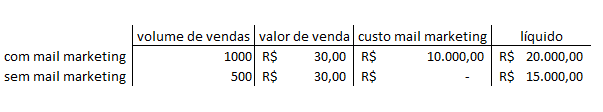 volume de vendas valor de venda custo mail marketing líquido
com mail marketing 1000 R$ 30,00 R$ 10.000,00 R$ 20.000,00
sem mail marketing 500 R$ 30,00 R$ - R$ 15.000,00